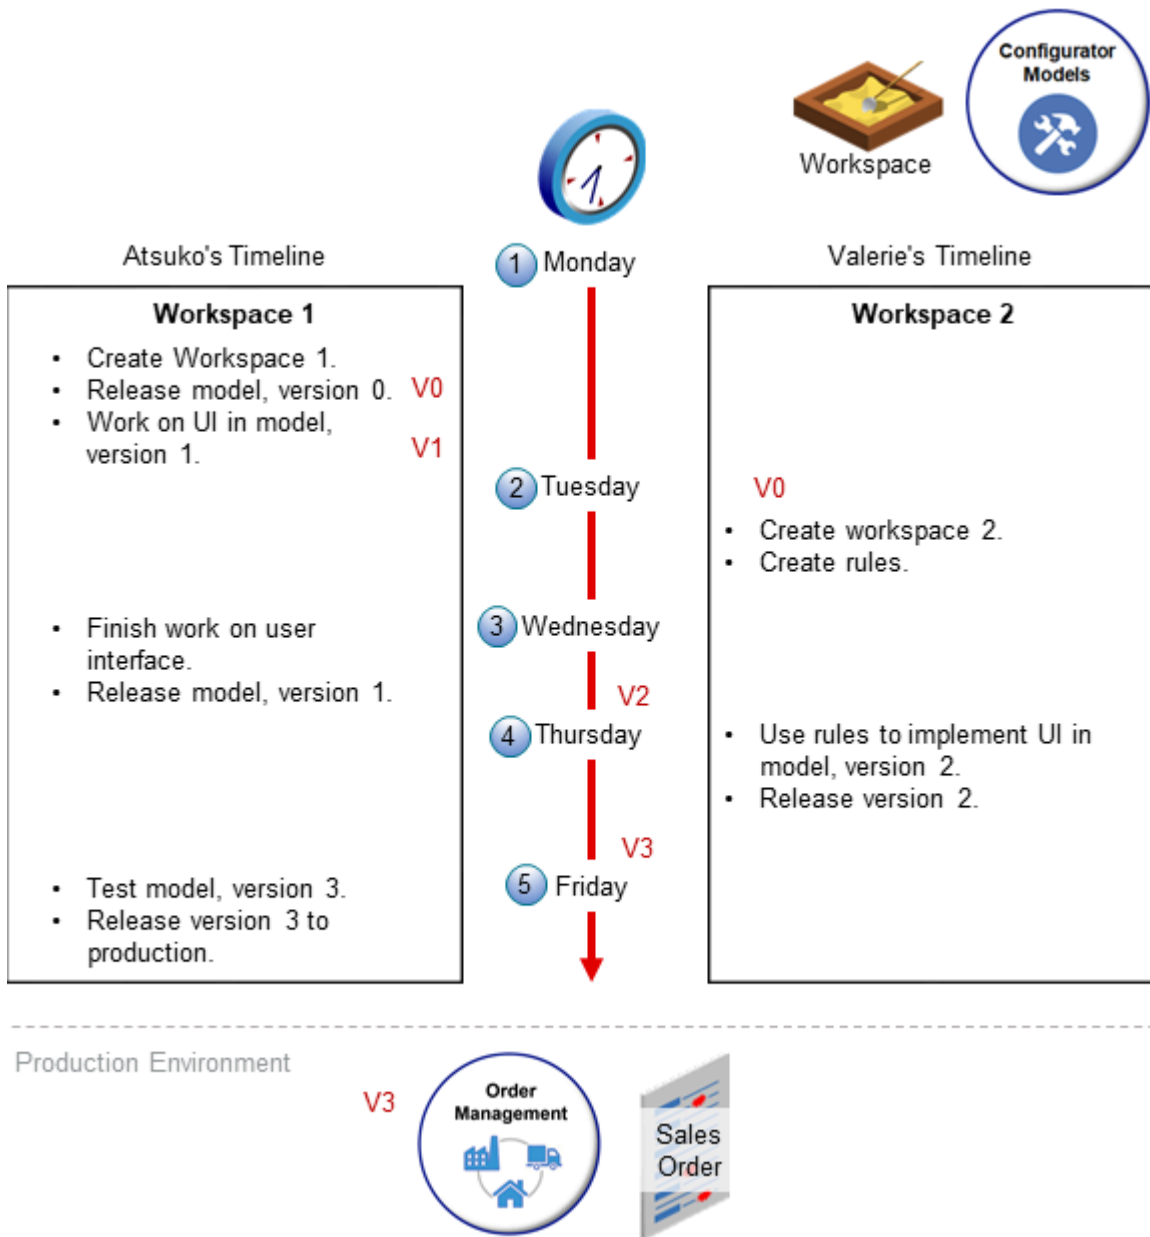 Configurator
Models
Workspace
Atsuko's Timeline
1 Monday
Valerie's Timeline
Workspace 1
• Create Workspace 1.
• Release model, version 0. V0
• Work on UI in model,
version 1. V1
Workspace 2
2 Tuesday
V0
• Create workspace 2.
• Create rules.
3 Wednesday
• Finish work on user
interface.
• Release model, version 1.
V2
4 Thursday
• Use rules to implement UI in
model, version 2.
• Release version 2.
V3
5 Friday
• Test model, version 3.
• Release version 3 to
production.
Production Environment
V3
Order
Management
Sales
Order